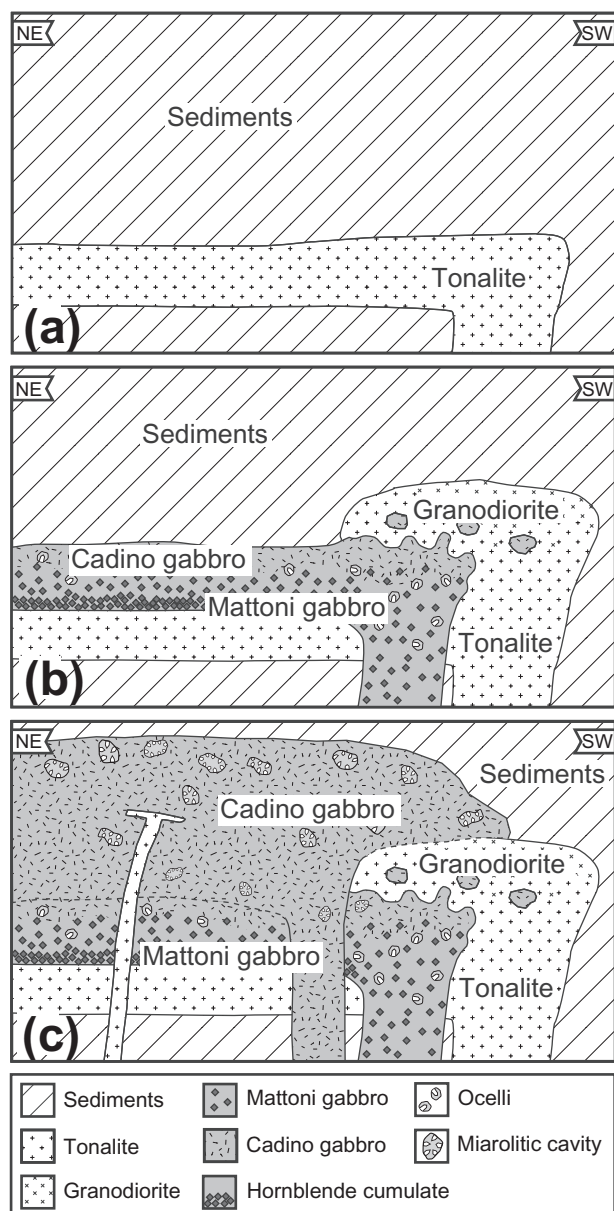 NE
SW
Sediments
Tonalite
(a)
NE
SW
Sediments
Granodiorite
Cadino gabbro
Mattoni gabbro
Tonalite
(b)
NE
SW
Sediments
Cadino gabbro
Granodiorite
Mattoni gabbro
Tonalite
(c)
Sediments
Mattoni gabbro
Ocelli
Tonalite
Cadino gabbro
Miarolitic cavity
Granodiorite
Hornblende cumulate